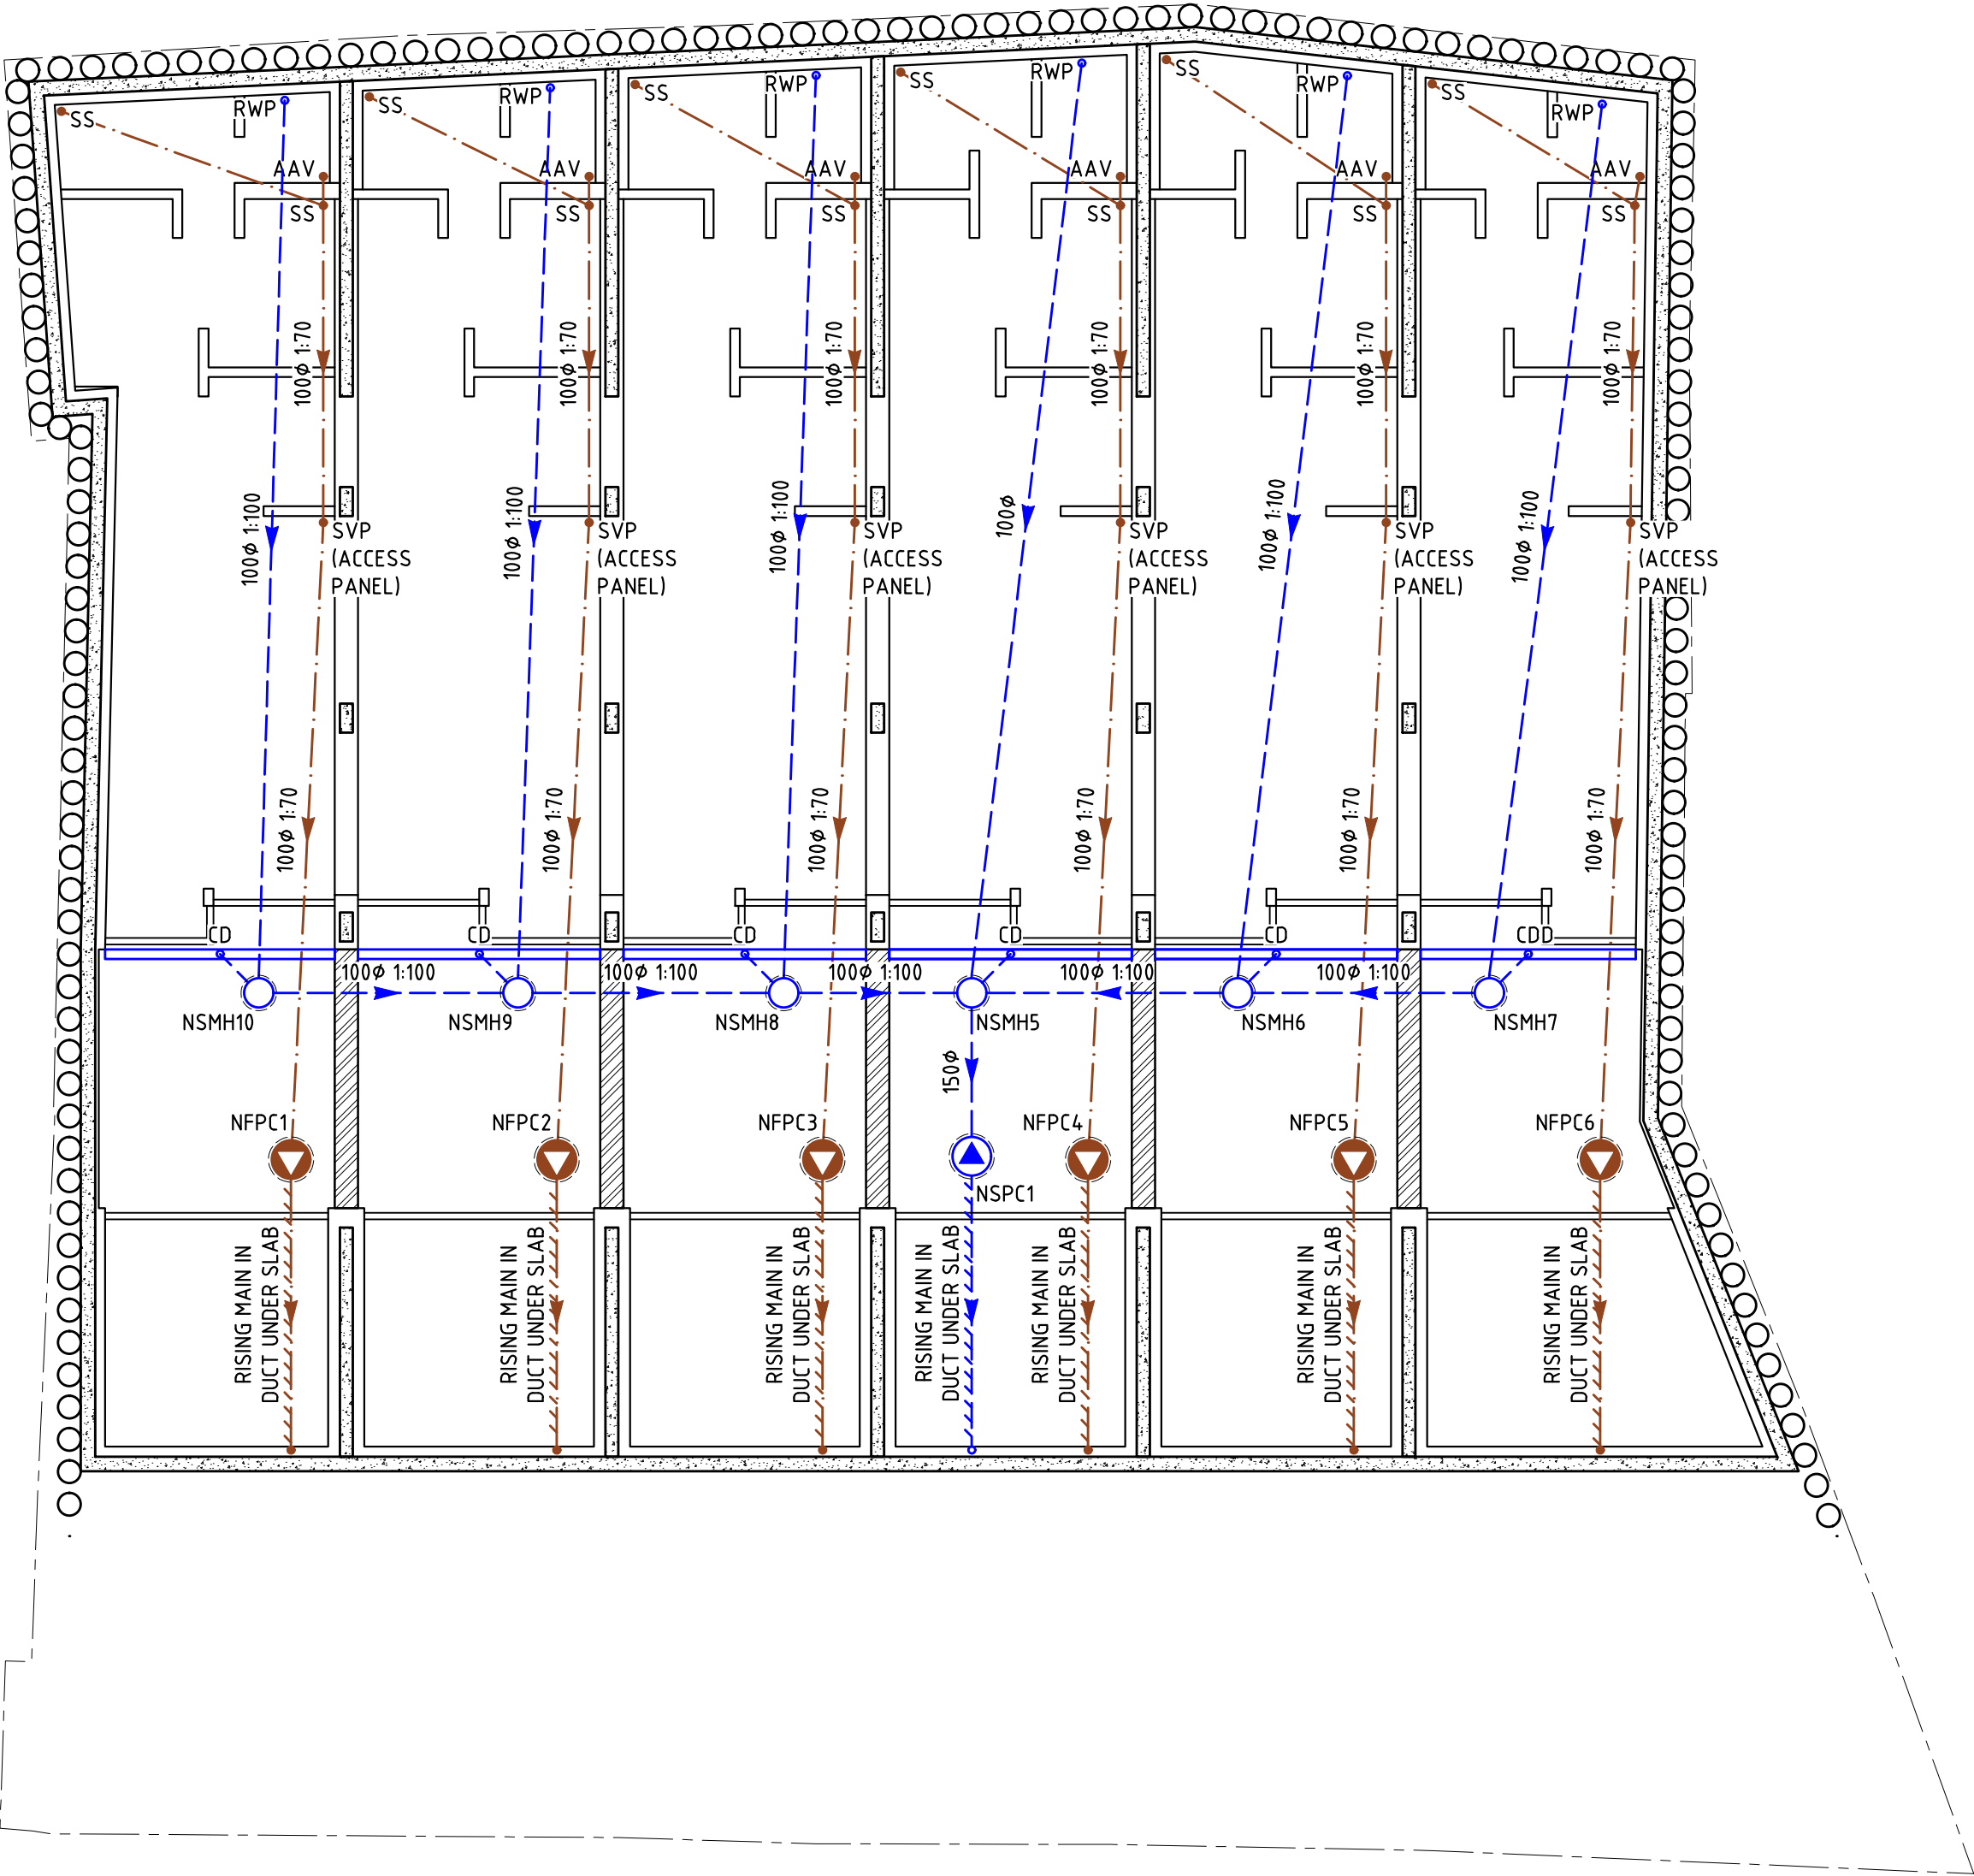 RWP
SS
AAV
SS
RWP
SS
AAV
SS
RWP
SS
AAV
SS
RWP
SS
AAV
SS
RWP
SS
AAV
SS
RWP
SS
AAV
SS
100Ø 1:70
100Ø 1:70
100Ø 1:70
100Ø 1:70
100Ø 1:70
100Ø 1:70
100Ø 1:100
SVP
(ACCESS
PANEL)
100Ø 1:100
SVP
(ACCESS
PANEL)
100Ø 1:100
SVP
(ACCESS
PANEL)
100Ø
SVP
(ACCESS
PANEL)
100Ø 1:100
SVP
(ACCESS
PANEL)
100Ø 1:100
SVP
(ACCESS
PANEL)
100Ø 1:70
100Ø 1:70
100Ø 1:70
100Ø 1:70
100Ø 1:70
100Ø 1:70
CD
CD
CD
CD
CD
CDD
100Ø 1:100
100Ø 1:100
100Ø 1:100
100Ø 1:100
100Ø 1:100
NSMH10
NSMH9
NSMH8
NSMH5
NSMH6
NSMH7
150Ø
NFPC1
NFPC2
NFPC3
NFPC4
NFPC5
NFPC6
NSPC1
RISING MAIN IN
DUCT UNDER SLAB
RISING MAIN IN
DUCT UNDER SLAB
RISING MAIN IN
DUCT UNDER SLAB
RISING MAIN IN
DUCT UNDER SLAB
RISING MAIN IN
DUCT UNDER SLAB
RISING MAIN IN
DUCT UNDER SLAB
RISING MAIN IN
DUCT UNDER SLAB